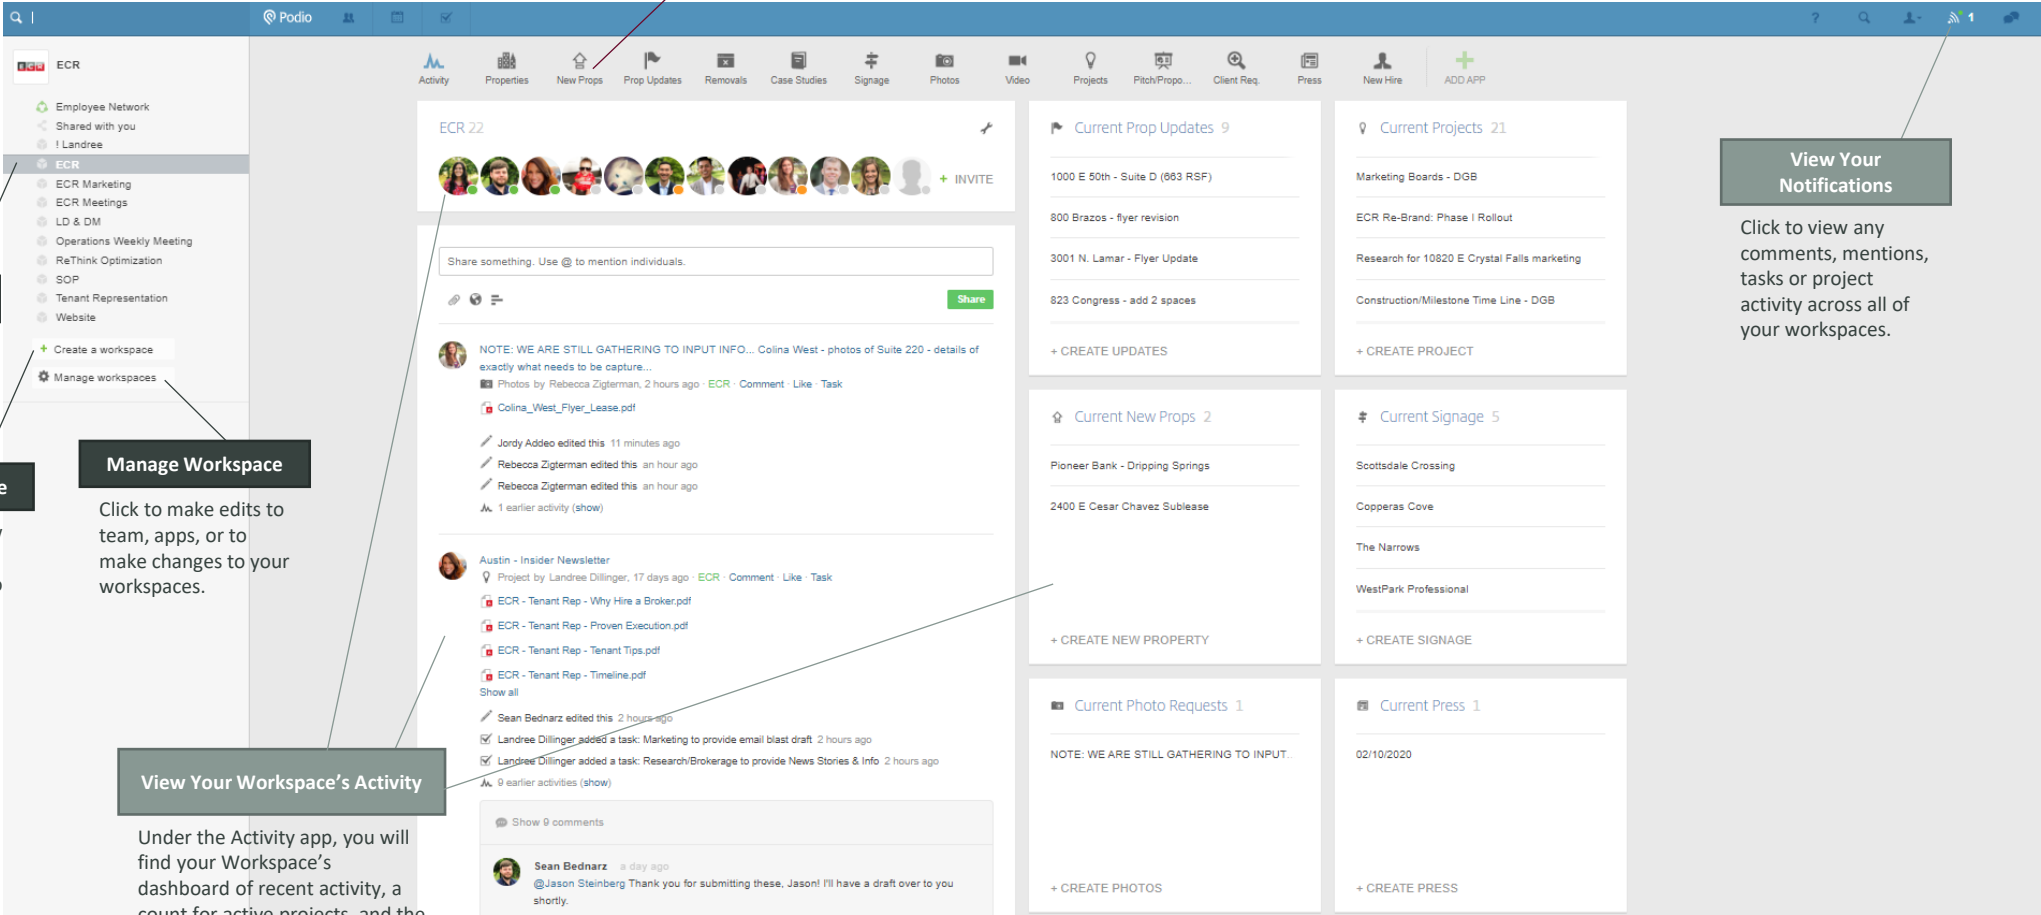 Podio
?
1
ECR
ECR
Employee Network
Shared with you
! Landree
ECR
ECR Marketing
ECR Meetings
LD & DM
Operations Weekly Meeting
ReThink Optimization
SOP
Tenant Representation
Website
+ Create a workspace
Manage workspaces
Manage Workspace
Click to make edits to
team, apps, or to
make changes to your
workspaces.
View Your Workspace's Activity
Under the Activity app, you will
find your Workspace's
dashboard of recent activity, a
count for active projects, and the
Activity
Properties
New Props
Prop Updates
Removals
Case Studies
Signage
Photos
Video
Projects
Pitch/Propo...
Client Req.
Press
New Hire
ADD APP
ECR 22
+ INVITE
Share something. Use @ to mention individuals.
Share
NOTE: WE ARE STILL GATHERING TO INPUT INFO... Colina West - photos of Suite 220 - details of
exactly what needs to be capture...
Photos by Rebecca Zigterman, 2 hours ago · ECR · Comment · Like · Task
Colina_West_Flyer_Lease.pdf
Jordy Addeo edited this 11 minutes ago
Rebecca Zigterman edited this an hour ago
Rebecca Zigterman edited this an hour ago
1 earlier activity (show)
Austin - Insider Newsletter
Project by Landree Dillinger, 17 days ago · ECR · Comment · Like · Task
ECR - Tenant Rep - Why Hire a Broker.pdf
ECR - Tenant Rep - Proven Execution.pdf
ECR - Tenant Rep - Tenant Tips.pdf
ECR - Tenant Rep - Timeline.pdf
Show all
Sean Bednarz edited this 2 hours ago
Landree Dillinger added a task: Marketing to provide email blast draft 2 hours ago
Landree Dillinger added a task: Research/Brokerage to provide News Stories & Info 2 hours ago
9 earlier activities (show)
Show 9 comments
Sean Bednarz a day ago
@Jason Steinberg Thank you for submitting these, Jason! I'll have a draft over to you
shortly.
Current Prop Updates 9
1000 E 50th - Suite D (663 RSF)
800 Brazos - flyer revision
3001 N. Lamar - Flyer Update
823 Congress - add 2 spaces
+ CREATE UPDATES
Current Projects 21
Marketing Boards - DGB
ECR Re-Brand: Phase I Rollout
Research for 10820 E Crystal Falls marketing
Construction/Milestone Time Line - DGB
+ CREATE PROJECT
Current New Props 2
Pioneer Bank - Dripping Springs
2400 E Cesar Chavez Sublease
+ CREATE NEW PROPERTY
Current Signage 5
Scottsdale Crossing
Copperas Cove
The Narrows
WestPark Professional
+ CREATE SIGNAGE
Current Photo Requests 1
NOTE: WE ARE STILL GATHERING TO INPUT..
+ CREATE PHOTOS
Current Press 1
02/10/2020
+ CREATE PRESS
View Your
Notifications
Click to view any
comments, mentions,
tasks or project
activity across all of
your workspaces.